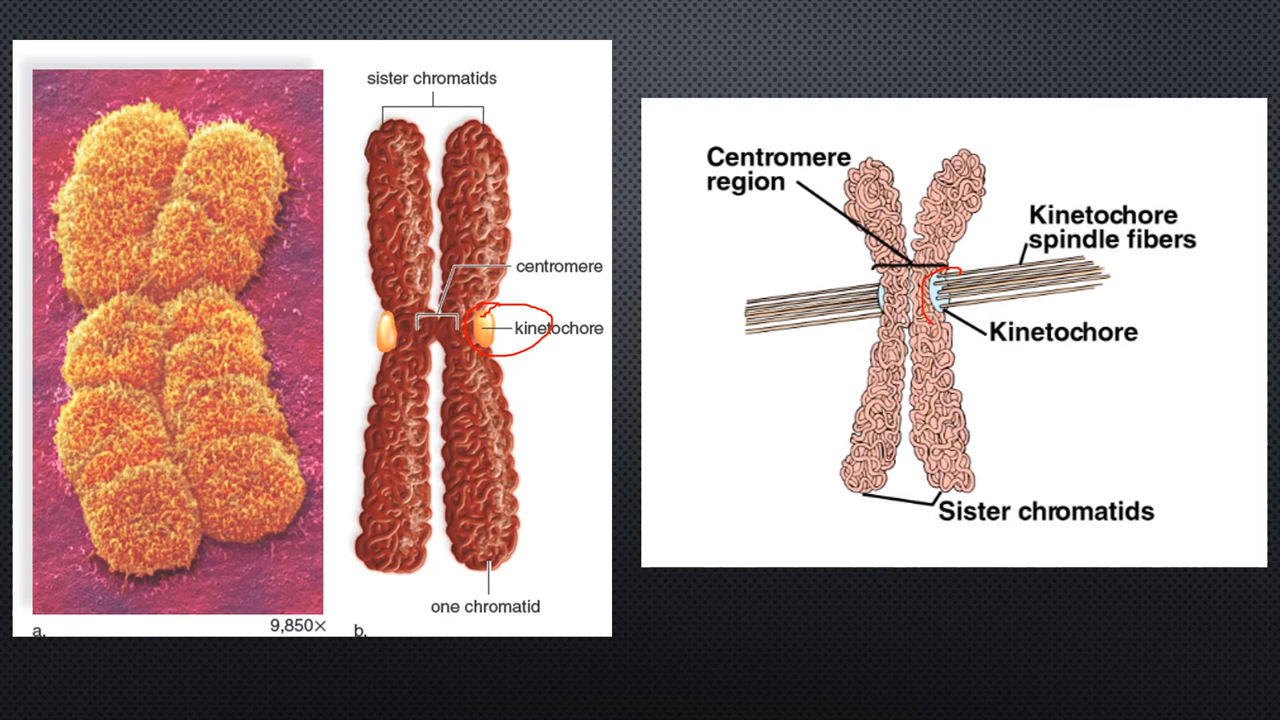 sister chromatids
centromere
kinetochore
one chromatid
a.
9,850×
b.
Centromere
region
Kinetochore
spindle fibers
Kinetochore
Sister chromatids